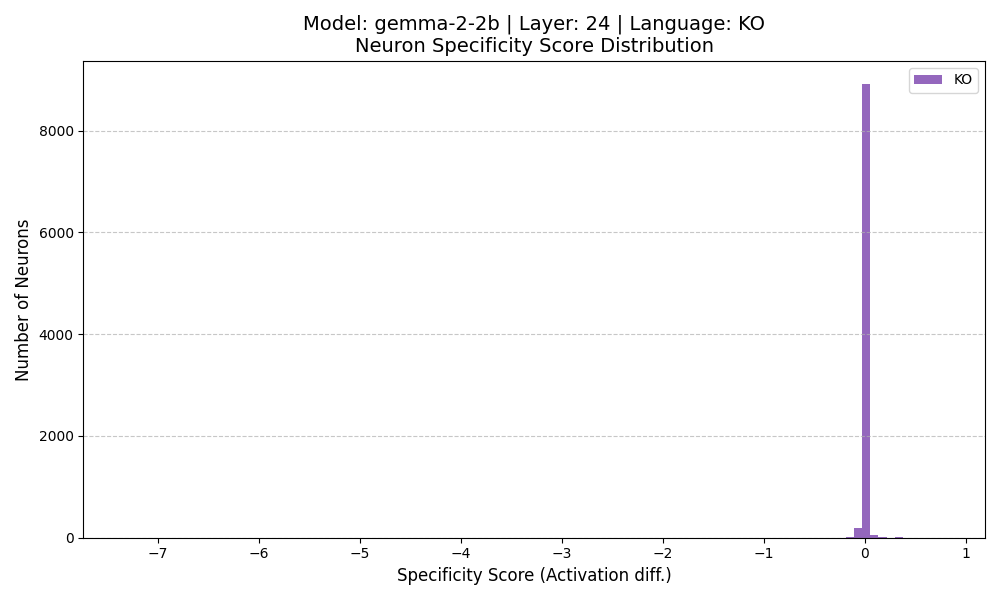 Model: gemma-2-2b | Layer: 24 | Language: KO
Neuron Specificity Score Distribution
KO
Number of Neurons
8000
6000
4000
2000
0
−7 −6 −5 −4 −3 −2 −1 0 1
Specificity Score (Activation diff.)